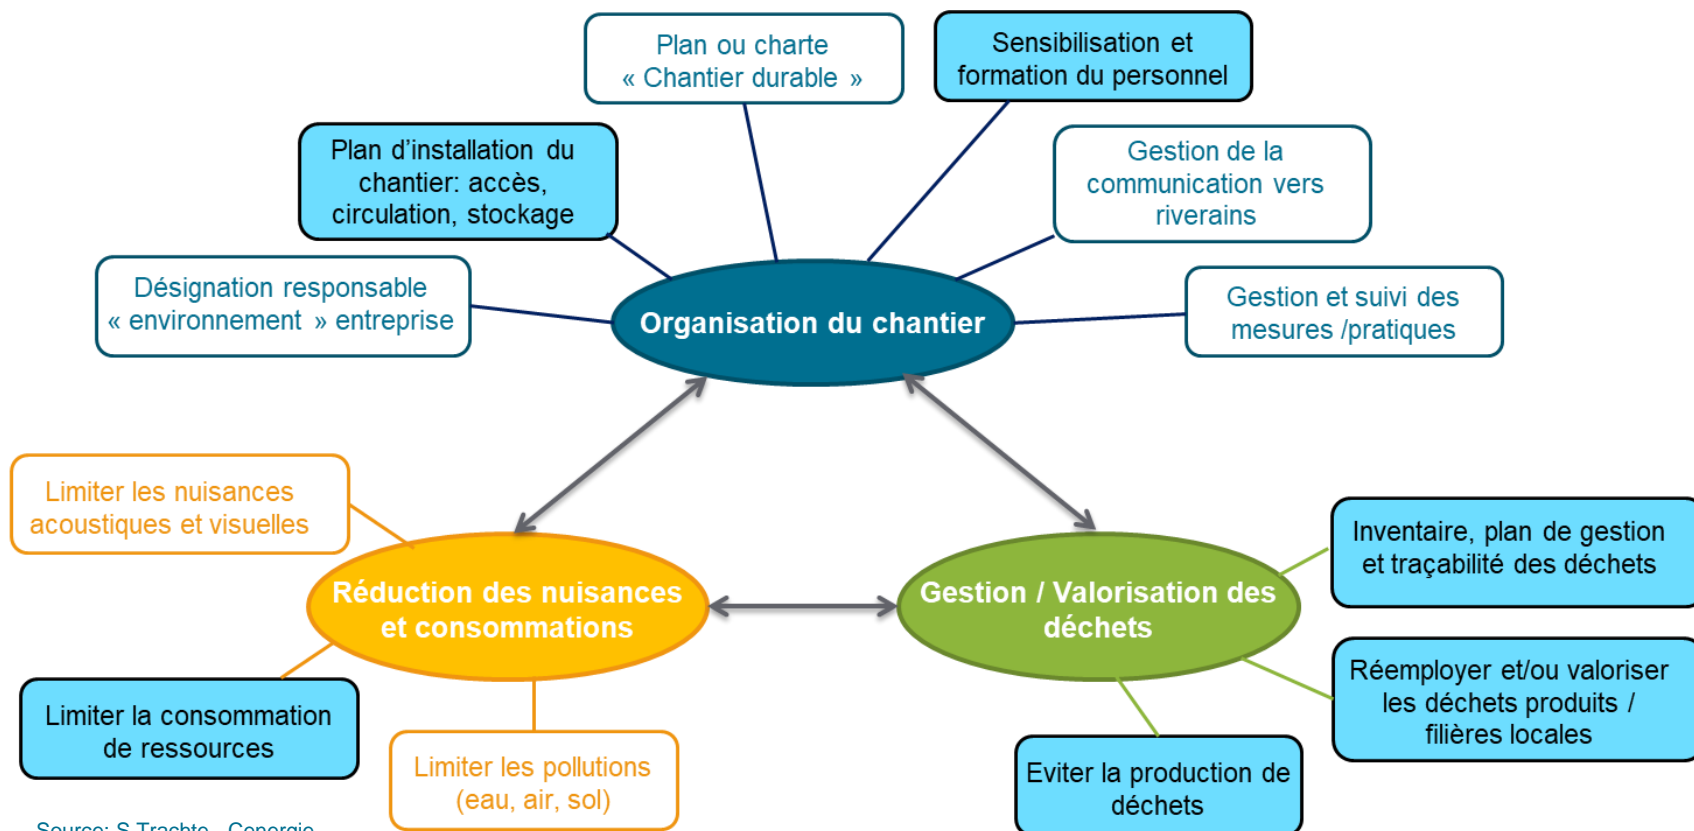 Plan ou charte
« Chantier durable »
Sensibilisation et
formation du personnel
Plan d'installation du
chantier: accès,
circulation, stockage
Gestion de la
communication vers
riverains
Désignation responsable
« environnement » entreprise
Organisation du chantier
Gestion et suivi des
mesures /pratiques
Limiter les nuisances
acoustiques et visuelles
Réduction des nuisances
et consommations
Gestion / Valorisation des
déchets
Inventaire, plan de gestion
et traçabilité des déchets
Limiter la consommation
de ressources
Limiter les pollutions
(eau, air, sol)
Eviter la production de
déchets
Réemployer et/ou valoriser
les déchets produits /
filières locales
Source: S.Trachte - Cenergie